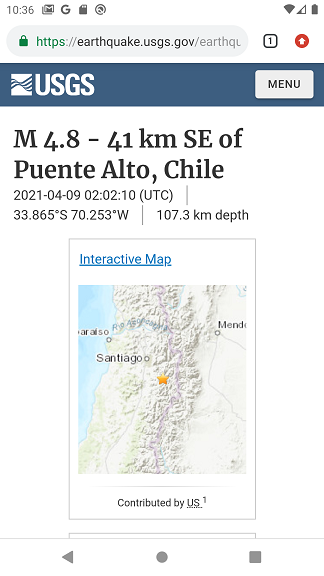 10:36
https://earthquake.usgs.gov/earthqu
1
USGS
MENU
M 4.8 - 41 km SE of
Puente Alto, Chile
2021-04-09 02:02:10 (UTC)
33.865°S 70.253°W
107.3 km depth
Interactive Map
paraiso
Mendo
Santiago
Contributed by US 1